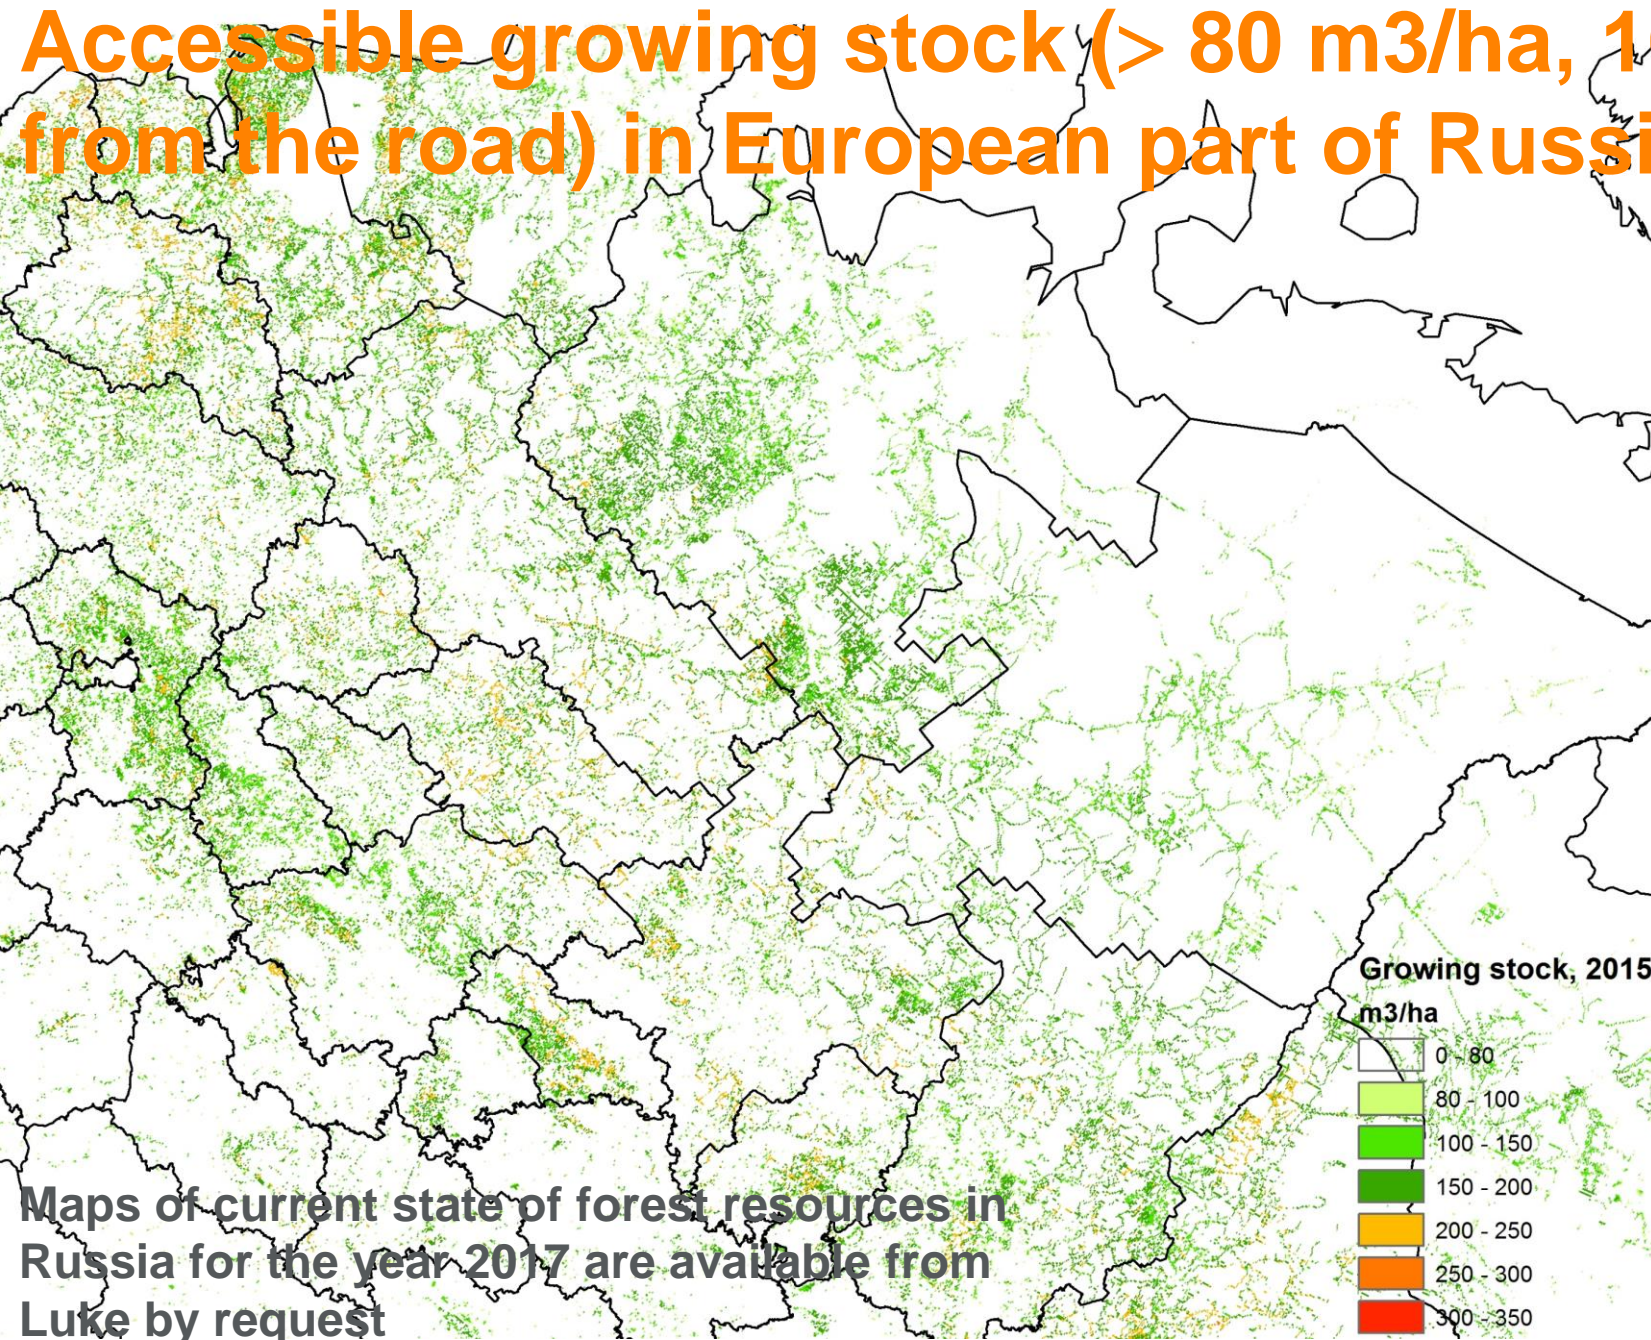 Accessible growing stock (> 80 m3/ha, 1
from the road) in European part of Russi
Growing stock, 2015
m3/ha
0 - 80
80 - 100
100 - 150
150 - 200
200 - 250
250 - 300
300 - 350
Maps of current state of forest resources in
Russia for the year 2017 are available from
Luke by request